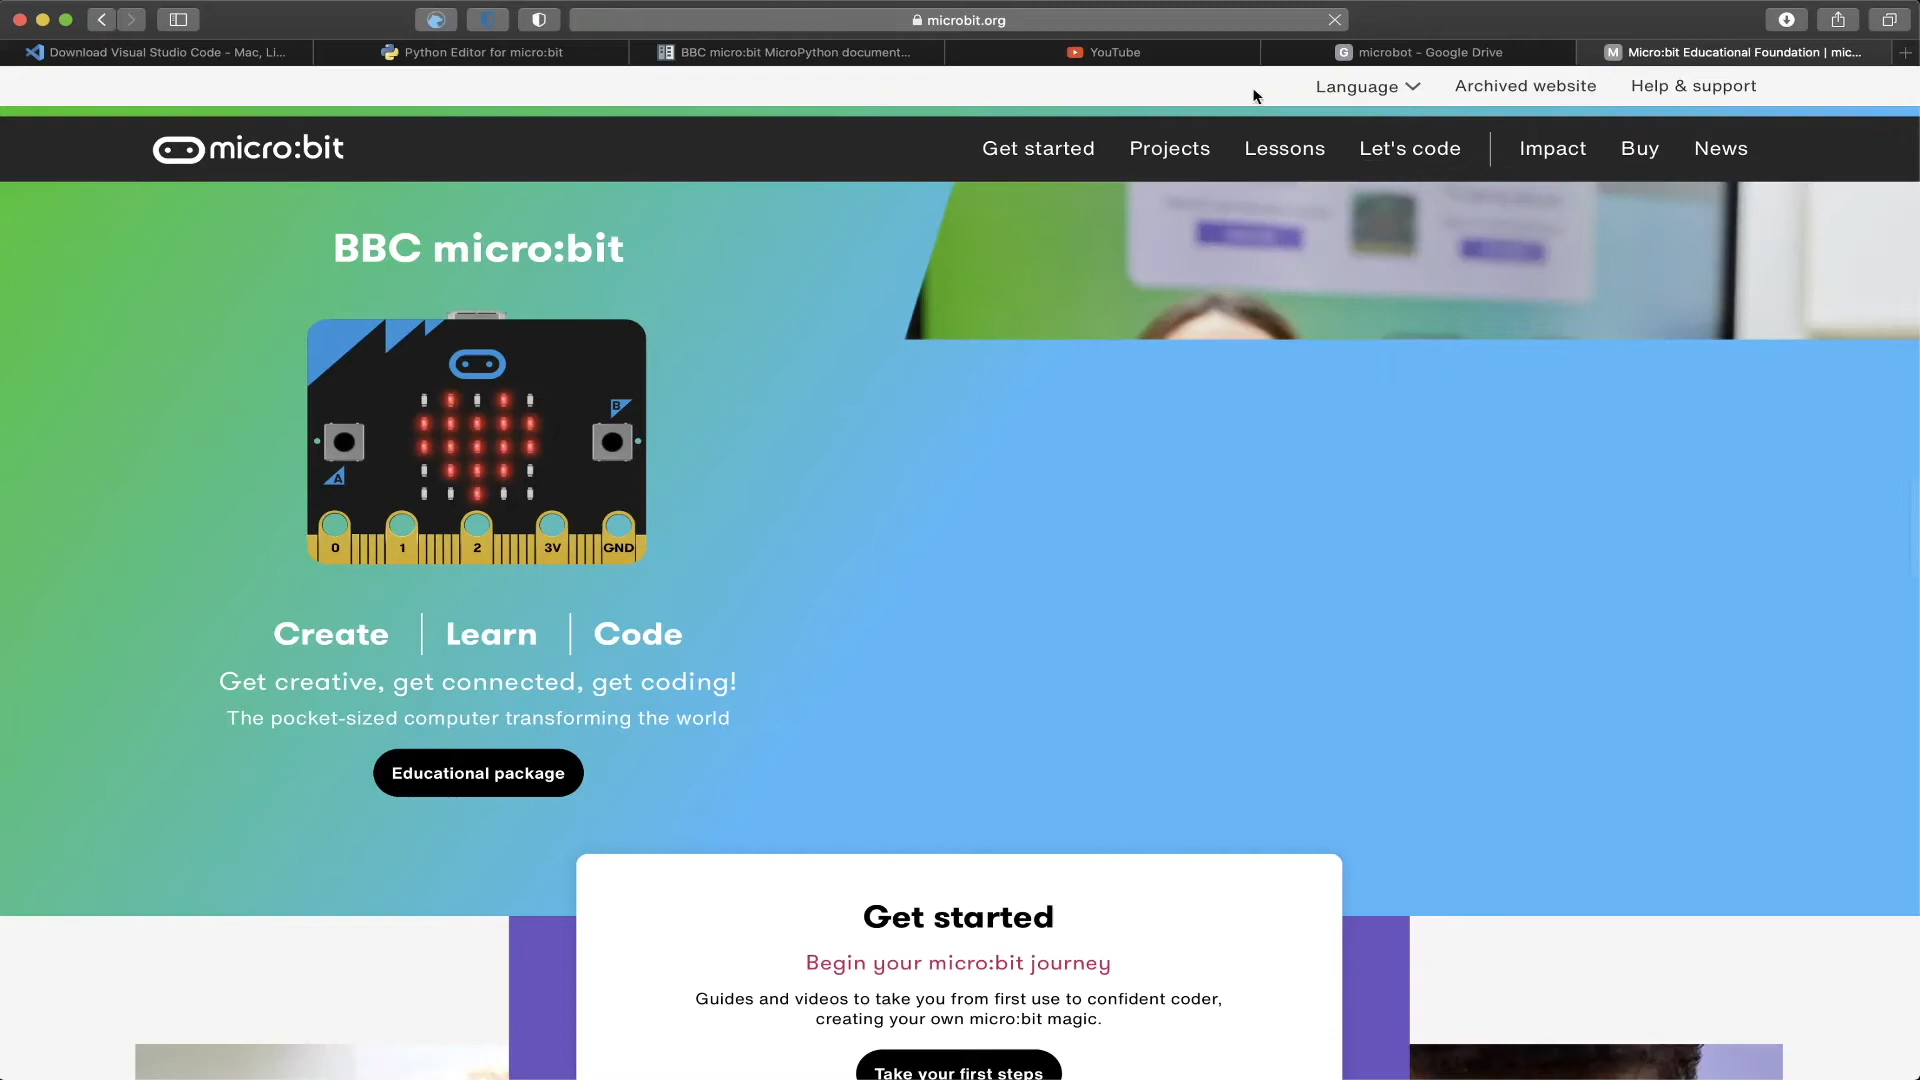 microbit.org
Download Visual Studio Code - Mac, Li...
Python Editor for micro:bit
BBC micro:bit MicroPython document...
YouTube
G microbot - Google Drive
M Micro:bit Educational Foundation | mic...
Language
Archived website
Help & support
micro:bit
Get started
Projects
Lessons
Let's code
Impact
Buy
News
BBC micro:bit
B
A
0 1 2 3V GND
Create Learn Code
Get creative, get connected, get coding!
The pocket-sized computer transforming the world
Educational package
Get started
Begin your micro:bit journey
Guides and videos to take you from first use to confident coder,
creating your own micro:bit magic.
Take your first steps